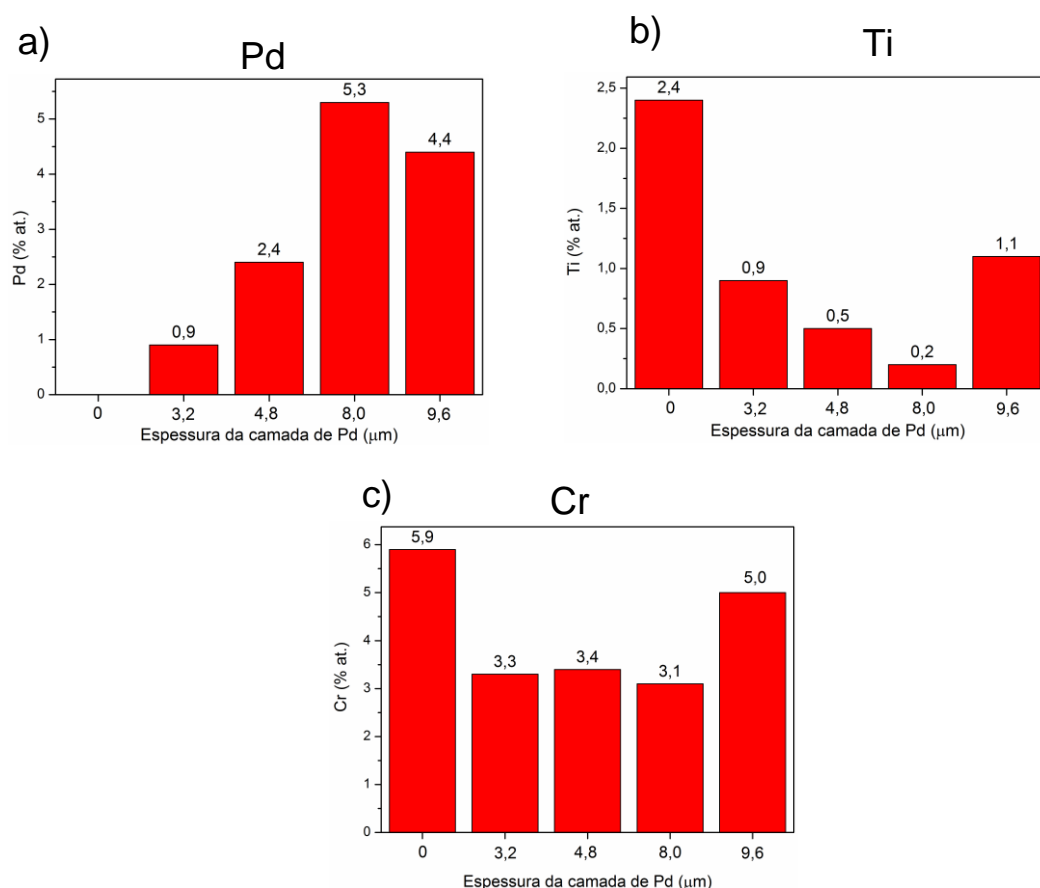 a)
Pd
5,3
4,4
2,4
0,9
5
4
3
2
1
0
Pd (% at.)
0 3,2 4,8 8,0 9,6
Espessura da camada de Pd (μm)
b)
Ti
2,4
0,9
0,5
0,2
1,1
2,5
2,0
1,5
1,0
0,5
0,0
Ti (% at.)
0 3,2 4,8 8,0 9,6
Espessura da camada de Pd (μm)
c)
Cr
5,9
3,3
3,4
3,1
5,0
6
5
4
3
2
1
0
Cr (% at.)
0 3,2 4,8 8,0 9,6
Espessura da camada de Pd (μm)